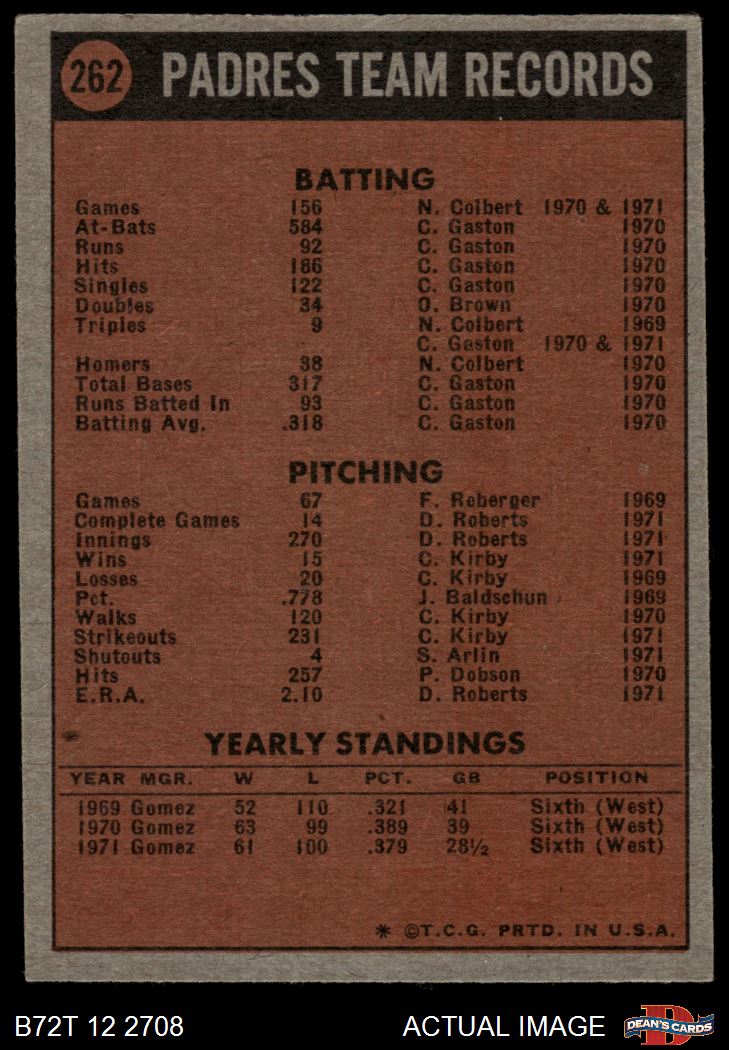 262 PADRES TEAM RECORDS
BATTING
Games 156 N. Colbert 1970 & 1971
At-Bats 584 C. Gaston 1970
Runs 92 C. Gaston 1970
Hits 186 C. Gaston 1970
Singles 122 C. Gaston 1970
Doubles 34 O. Brown 1970
Triples 9 N. Colbert 1969
C. Gaston 1970 & 1971
Homers 38 N. Colbert 1970
Total Bases 317 C. Gaston 1970
Runs Batted In 93 C. Gaston 1970
Batting Avg. .318 C. Gaston 1970
PITCHING
Games 67 F. Reberger 1969
Complete Games 14 D. Roberts 1971
Innings 270 D. Roberts 1971
Wins 15 C. Kirby 1971
Losses 20 C. Kirby 1969
Pct. .778 J. Baldschun 1969
Walks 120 C. Kirby 1970
Strikeouts 231 C. Kirby 1971
Shutouts 4 S. Arlin 1971
Hits 257 P. Dobson 1970
E.R.A. 2.10 D. Roberts 1971
YEARLY STANDINGS
YEAR MGR. W L PCT. GB POSITION
1969 Gomez 52 110 .321 41 Sixth (West)
1970 Gomez 63 99 .389 39 Sixth (West)
1971 Gomez 61 100 .379 28½ Sixth (West)
* ©T.C.G. PRTD. IN U.S.A.
B72T 12 2708 ACTUAL IMAGE D DEAN'S CARDS